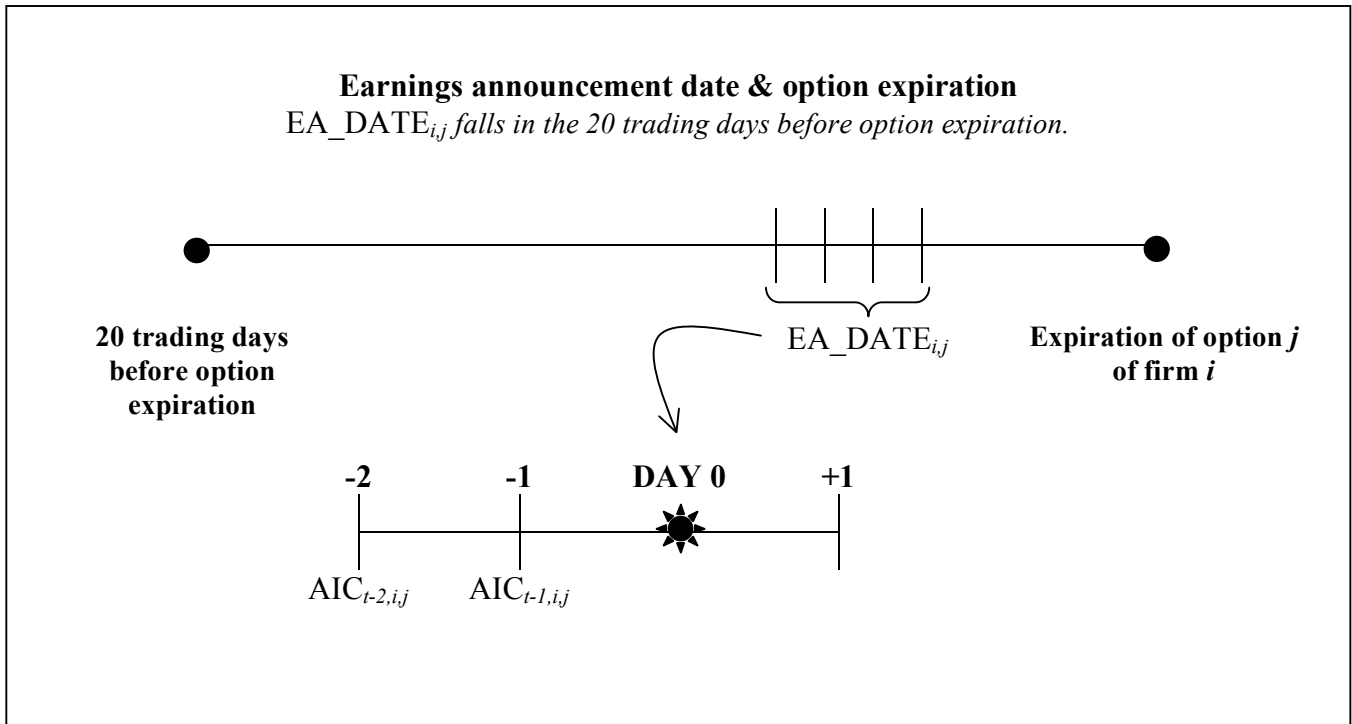 Earnings announcement date & option expiration
EA_DATEi,j falls in the 20 trading days before option expiration.
EA_DATEi,j
20 trading days
before option
expiration
Expiration of option j
of firm i
-2 -1 DAY 0 +1
AICt-2,i,j AICt-1,i,j